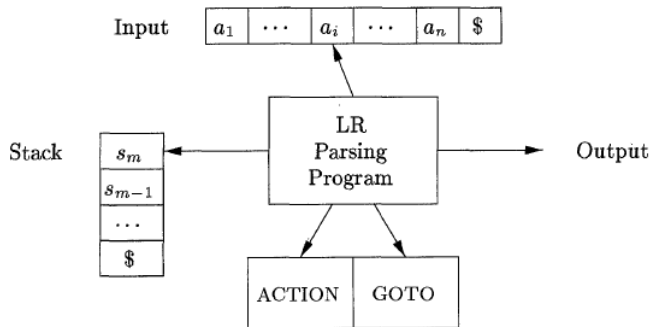 Input a₁ ⋯ aᵢ ⋯ aₙ $
LR
Parsing
Program
Stack
Output
sₘ
sₘ₋₁
⋯
$
ACTION GOTO